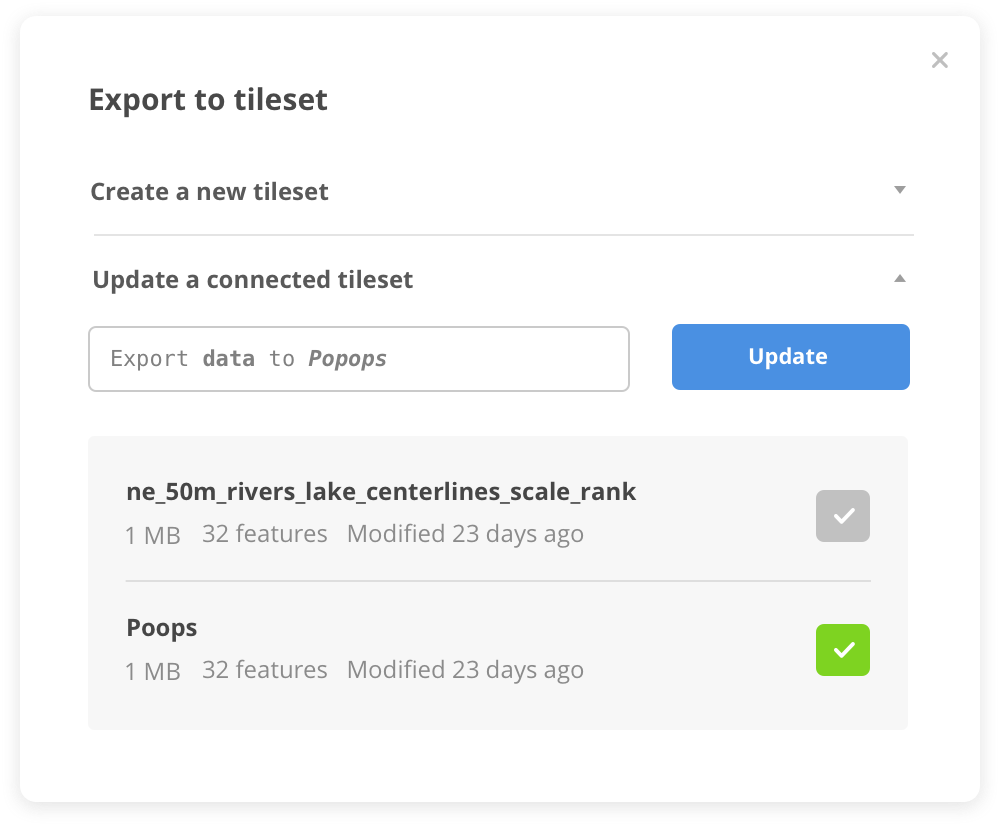 Export to tileset
Create a new tileset
Update a connected tileset
Export data to Popops
Update
ne_50m_rivers_lake_centerlines_scale_rank
1 MB 32 features Modified 23 days ago
Poops
1 MB 32 features Modified 23 days ago